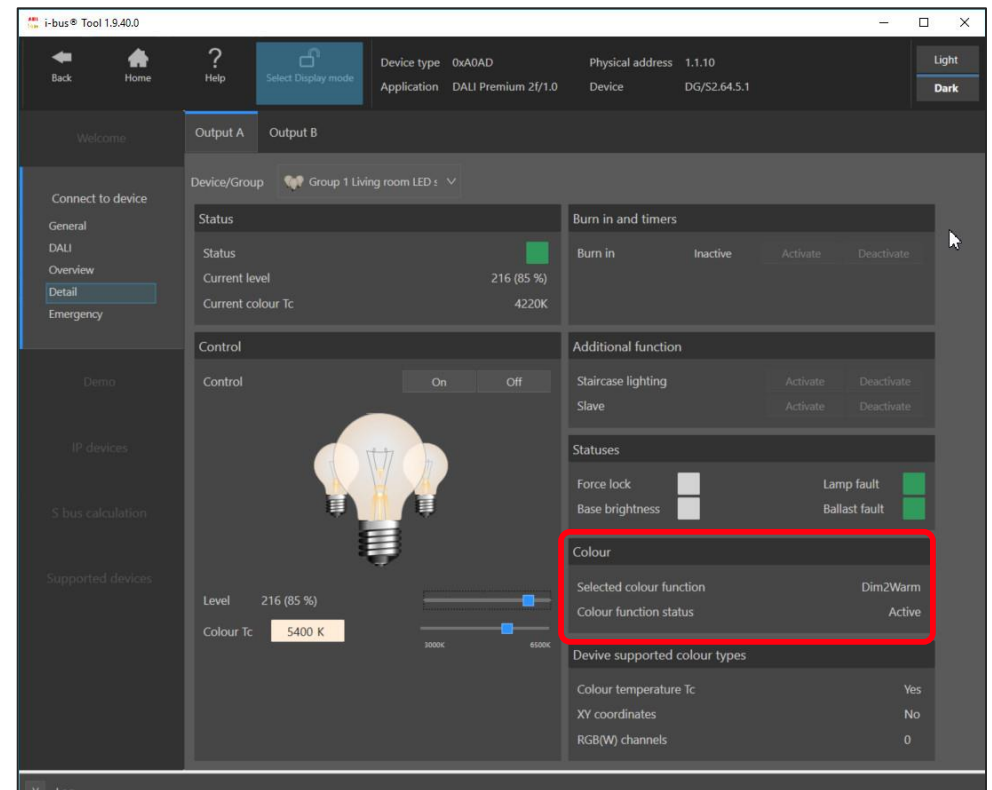 i-bus® Tool 1.9.40.0
Back
Home
Help
Select Display mode
Device type 0xA0AD
Application DALI Premium 2f/1.0
Physical address 1.1.10
Device DG/S2.64.5.1
Light
Dark
Welcome
Connect to device
General
DALI
Overview
Detail
Emergency
Demo
IP devices
S bus calculation
Supported devices
Output A Output B
Device/Group Group 1 Living room LED
Status
Status
Current level 216 (85 %)
Current colour Tc 4220K
Control
Control On Off
Level 216 (85 %)
Colour Tc 5400 K
3000K 6500K
Burn in and timers
Burn in Inactive Activate Deactivate
Additional function
Staircase lighting Activate Deactivate
Slave Activate Deactivate
Statuses
Force lock Lamp fault
Base brightness Ballast fault
Colour
Selected colour function Dim2Warm
Colour function status Active
Devive supported colour types
Colour temperature Tc Yes
XY coordinates No
RGB(W) channels 0